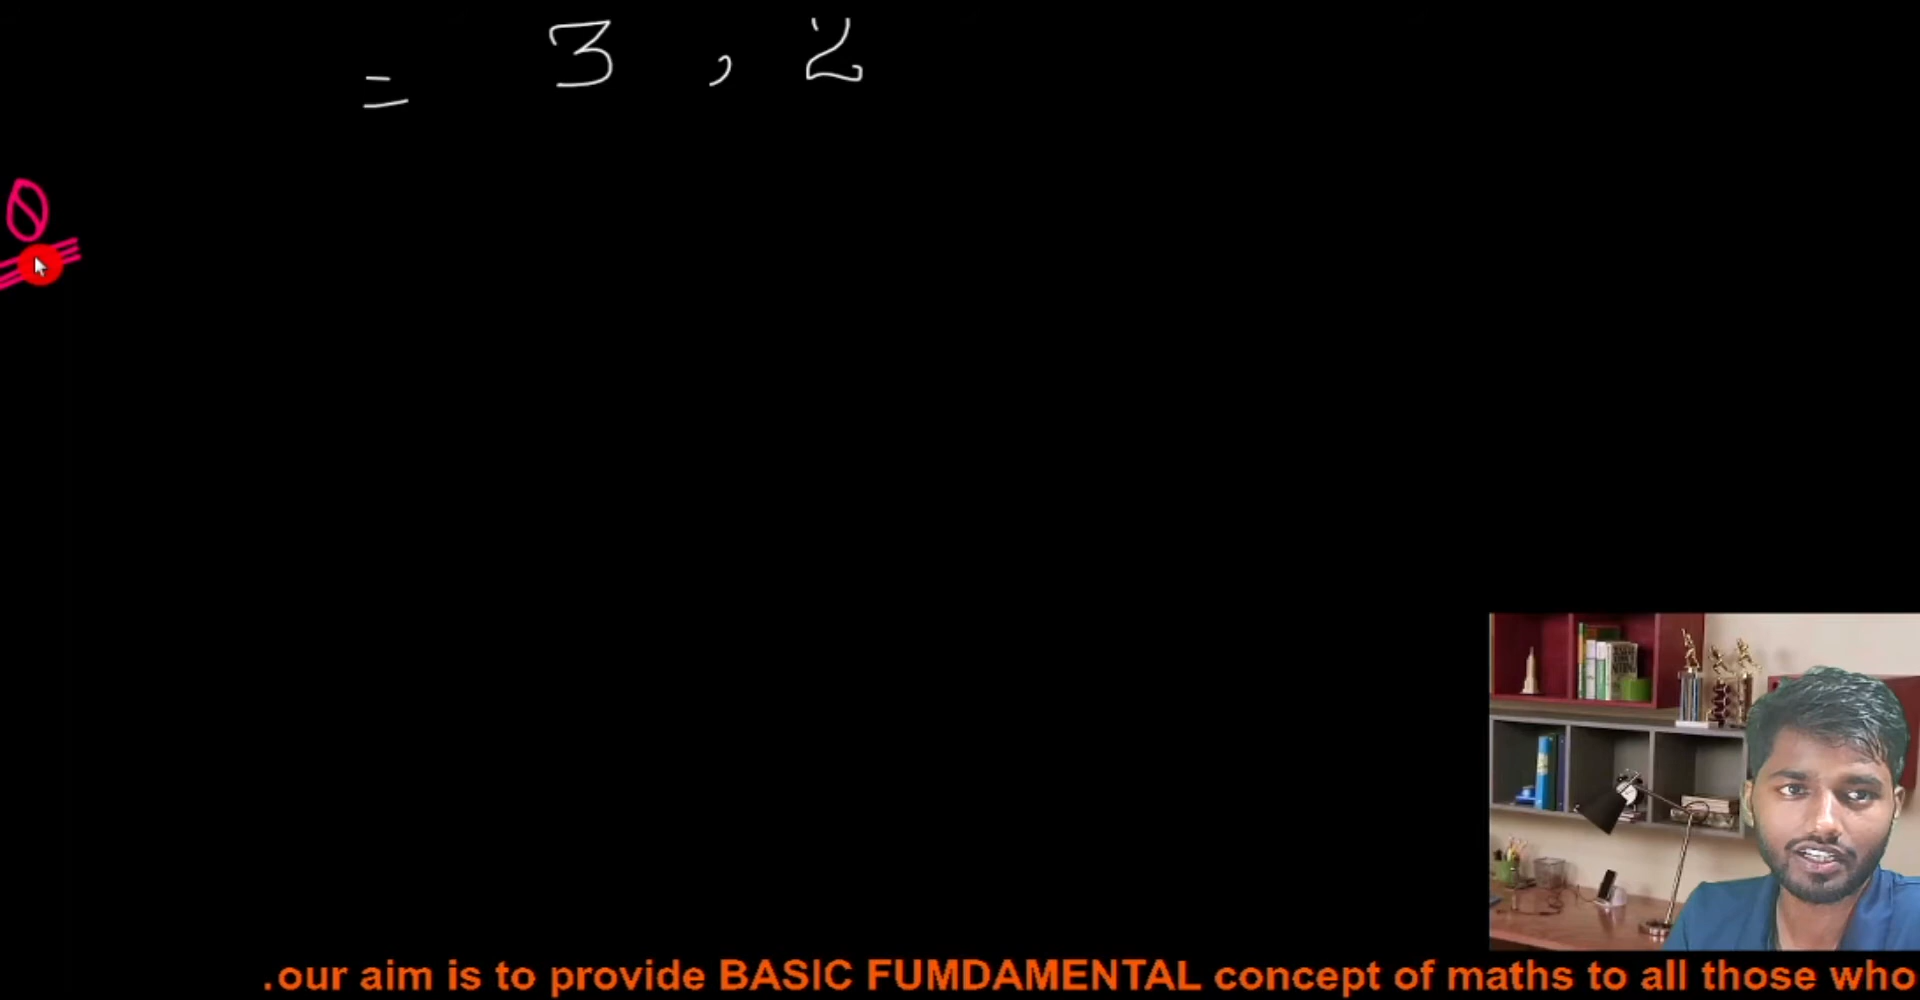 = 3 , 2
Q
.our aim is to provide BASIC FUMDAMENTAL concept of maths to all those who